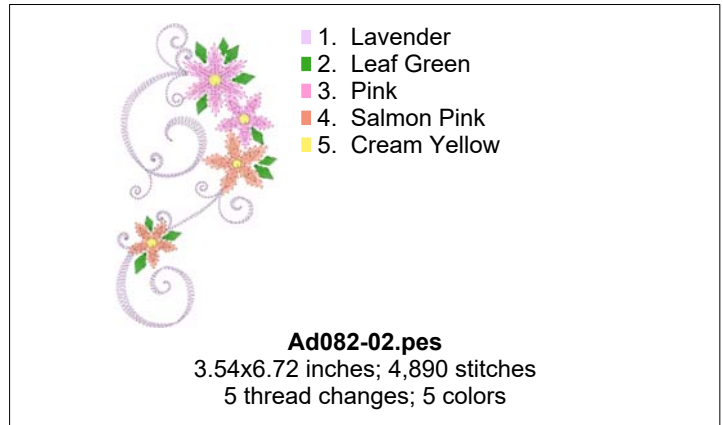 1. Lavender
2. Leaf Green
3. Pink
4. Salmon Pink
5. Cream Yellow
Ad082-02.pes
3.54x6.72 inches; 4,890 stitches
5 thread changes; 5 colors